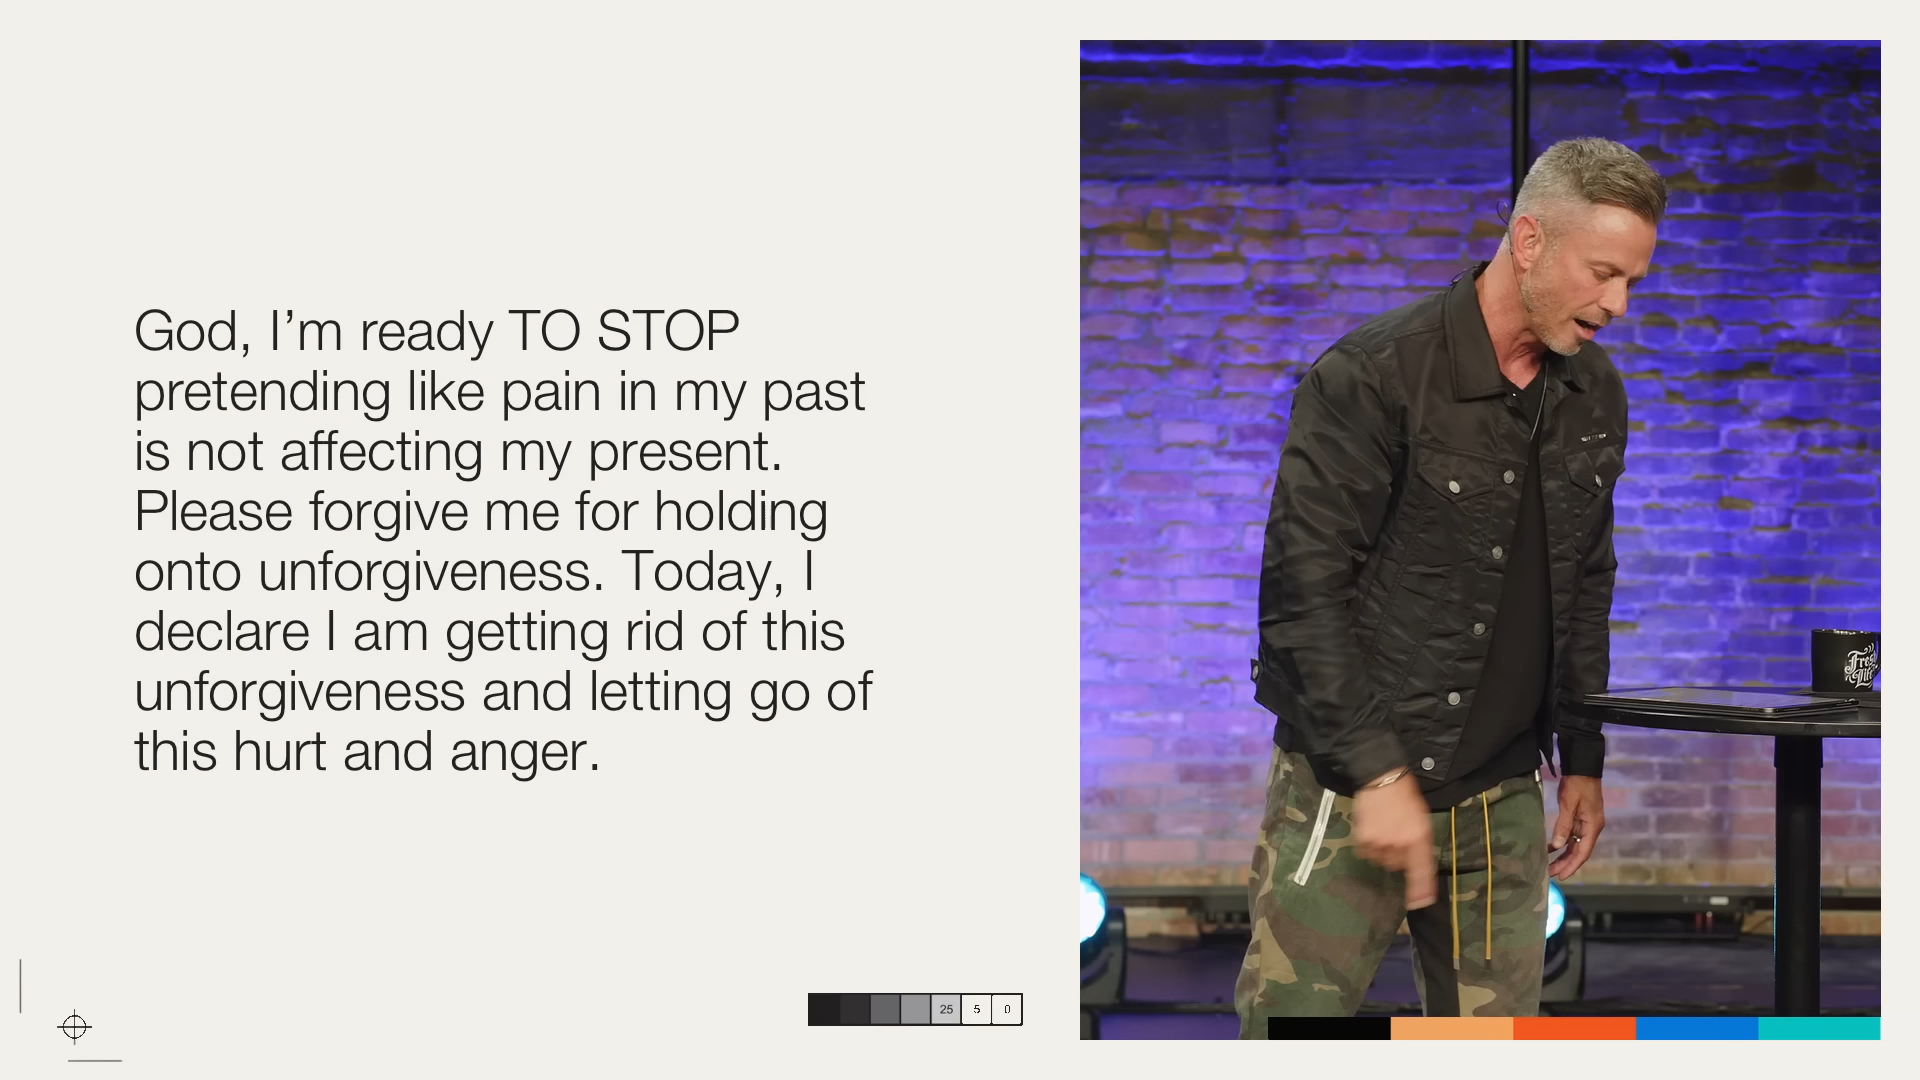 God, I’m ready TO STOP
pretending like pain in my past
is not affecting my present.
Please forgive me for holding
onto unforgiveness. Today, I
declare I am getting rid of this
unforgiveness and letting go of
this hurt and anger.
25 5 0
Fresh
Life